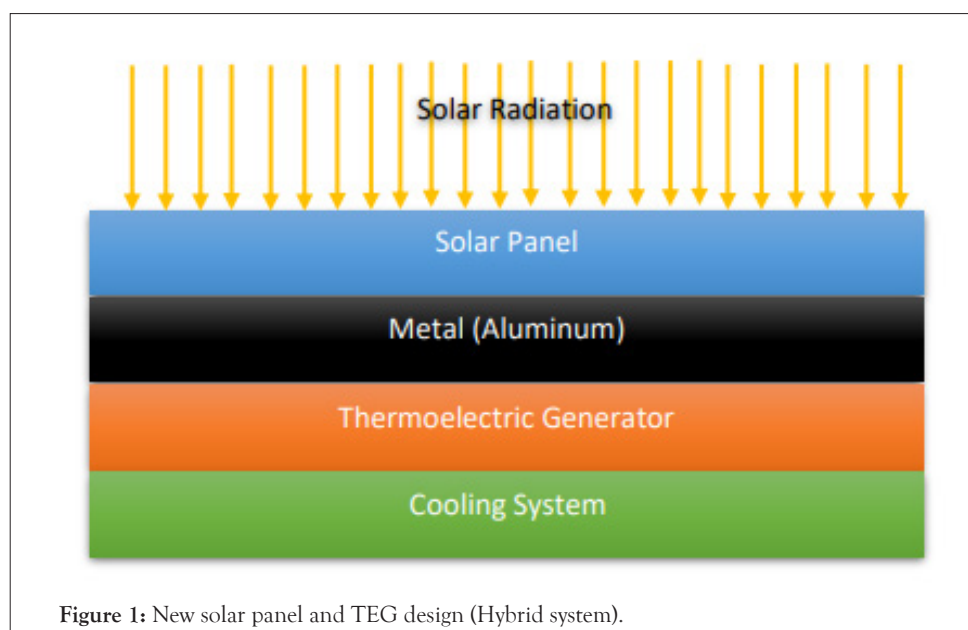 Solar Radiation
Solar Panel
Metal (Aluminum)
Thermoelectric Generator
Cooling System
Figure 1: New solar panel and TEG design (Hybrid system).